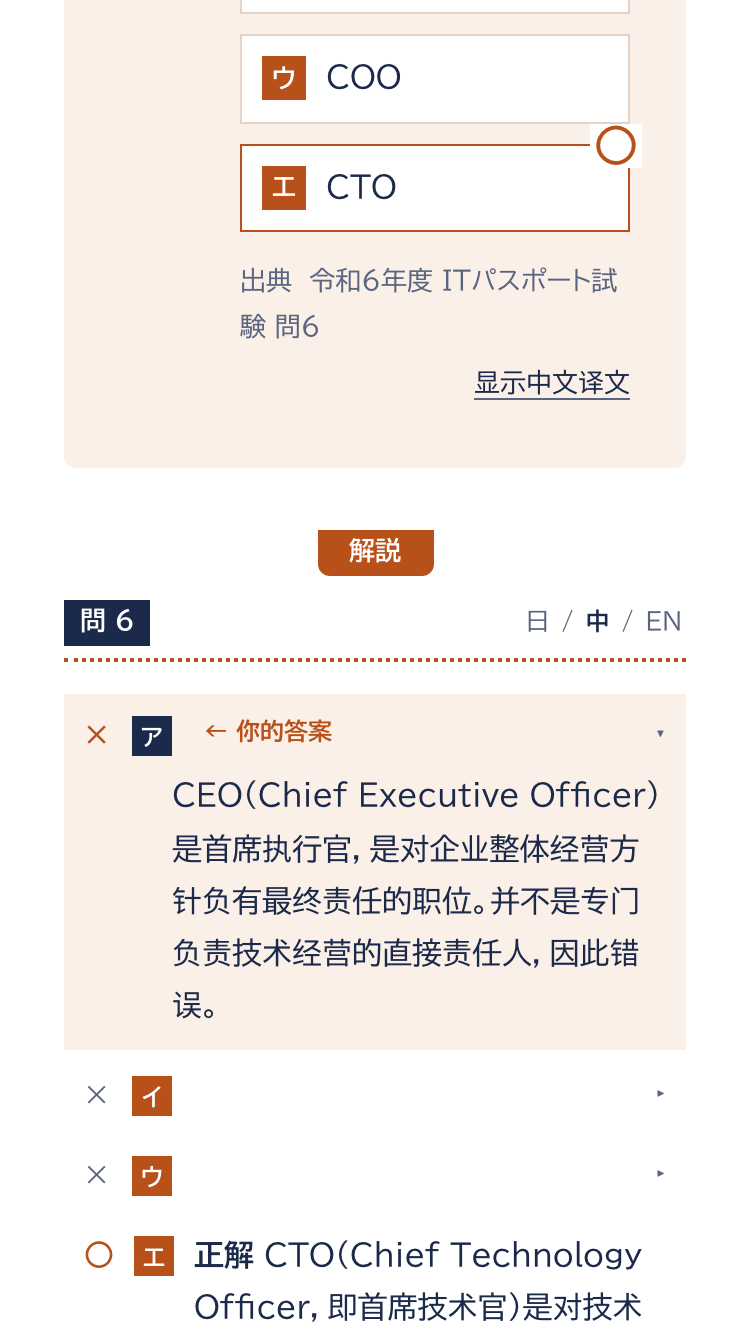 ウ COO
エ CTO
出典 令和6年度 ITパスポート試
験 問6
显示中文译文
解説
問 6
日 / 中 / EN
× ア ← 你的答案
CEO(Chief Executive Officer)
是首席执行官, 是对企业整体经营方
针负有最终责任的职位。并不是专门
负责技术经营的直接责任人, 因此错
误。
× イ
× ウ
○ エ 正解 CTO(Chief Technology
Officer, 即首席技术官)是对技术